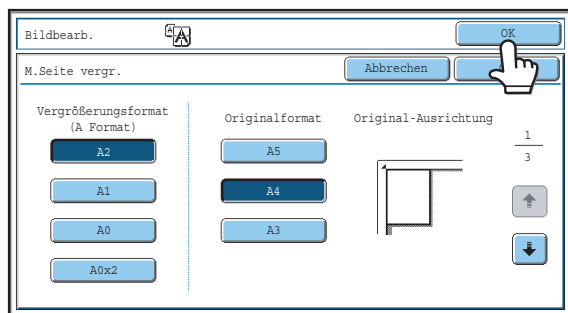 Bildbearb.
OK
M.Seite vergr.
Abbrechen
Vergrößerungsformat
(A Format)
A2
A1
A0
A0x2
Originalformat
A5
A4
A3
Original-Ausrichtung
1
3